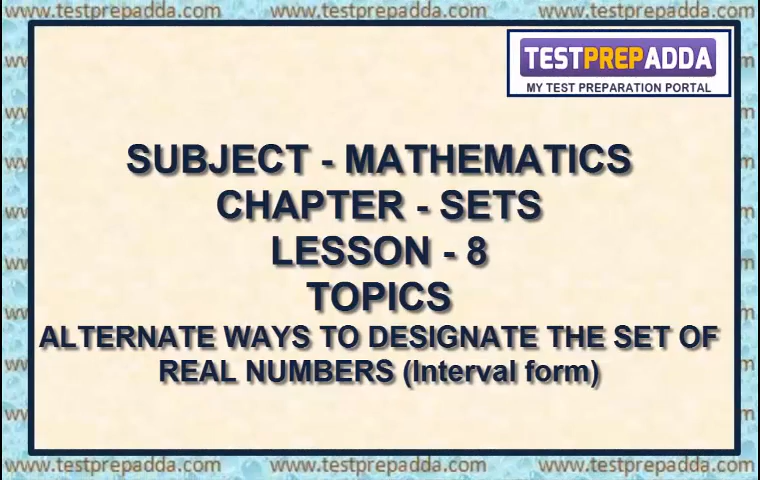 www.testprepadda.com www.testprepadda.com www.testprepadda.com
TESTPREPADDA
MY TEST PREPARATION PORTAL
SUBJECT - MATHEMATICS
CHAPTER - SETS
LESSON - 8
TOPICS
ALTERNATE WAYS TO DESIGNATE THE SET OF
REAL NUMBERS (Interval form)
www.testprepadda.com www.testprepadda.com www.testprepadda.com